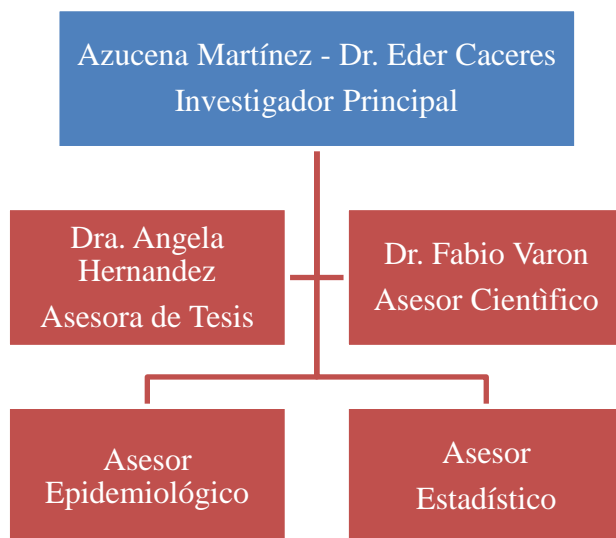 Azucena Martínez - Dr. Eder Caceres
Investigador Principal
Dra. Angela
Hernandez
Asesora de Tesis
Dr. Fabio Varon
Asesor Cientìfico
Asesor
Epidemiológico
Asesor
Estadístico